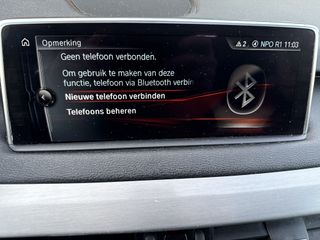 Opmerking
2 NPO R1 11:03
Geen telefoon verbonden.
Om gebruik te maken van deze
functie, telefoon via Bluetooth verbin
Nieuwe telefoon verbinden
Telefoons beheren